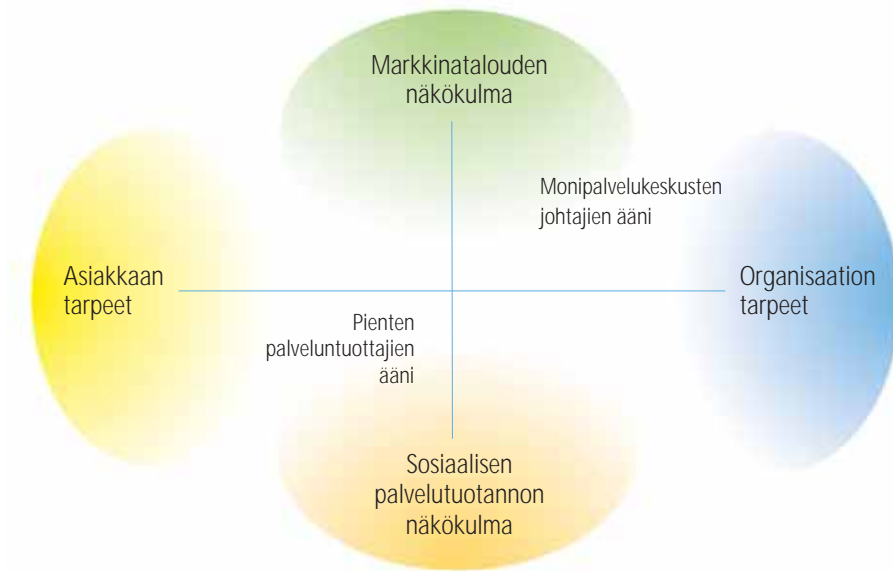 Markkinatalouden
näkökulma
Monipalvelukeskusten
johtajien ääni
Asiakkaan
tarpeet
Organisaation
tarpeet
Pienten
palveluntuottajien
ääni
Sosiaalisen
palvelutuotannon
näkökulma